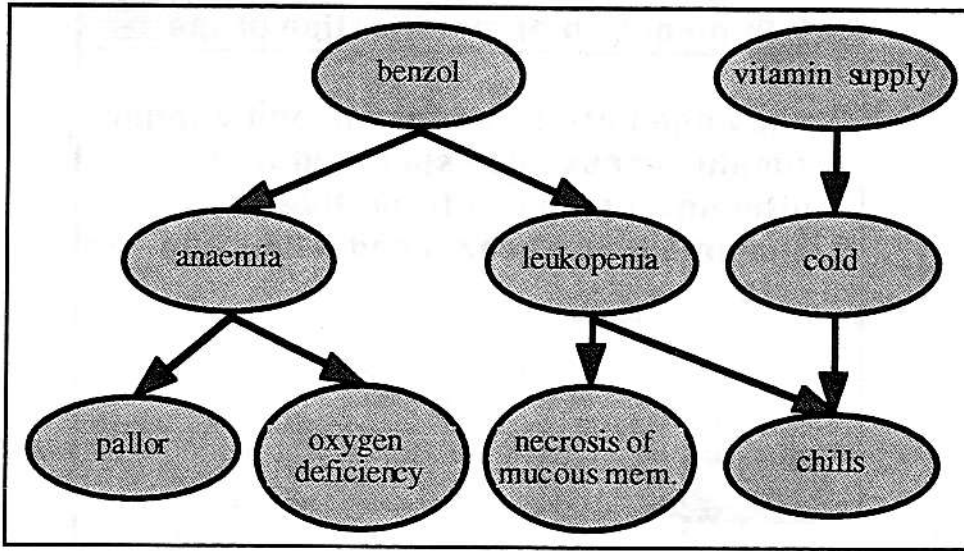 benzol
vitamin supply
anaemia
leukopenia
cold
pallor
oxygen
deficiency
necrosis of
mucous mem.
chills